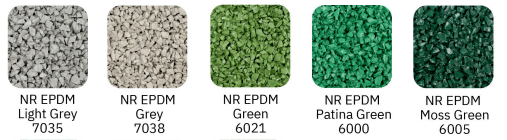 NR EPDM
Light Grey
7035
NR EPDM
Grey
7038
NR EPDM
Green
6021
NR EPDM
Patina Green
6000
NR EPDM
Moss Green
6005